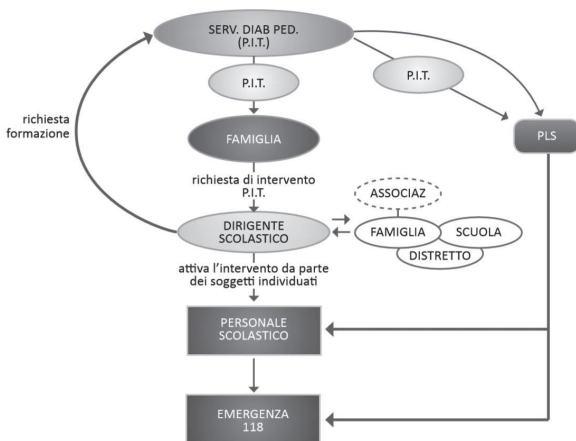 SERV. DIAB PED.
(P.I.T.)
P.I.T.
P.I.T.
richiesta
formazione
FAMIGLIA
PLS
richiesta di intervento
P.I.T.
ASSOCIAZ
DIRIGENTE
SCOLASTICO
FAMIGLIA
SCUOLA
DISTRETTO
attiva l'intervento da parte
dei soggetti individuati
PERSONALE
SCOLASTICO
EMERGENZA
118